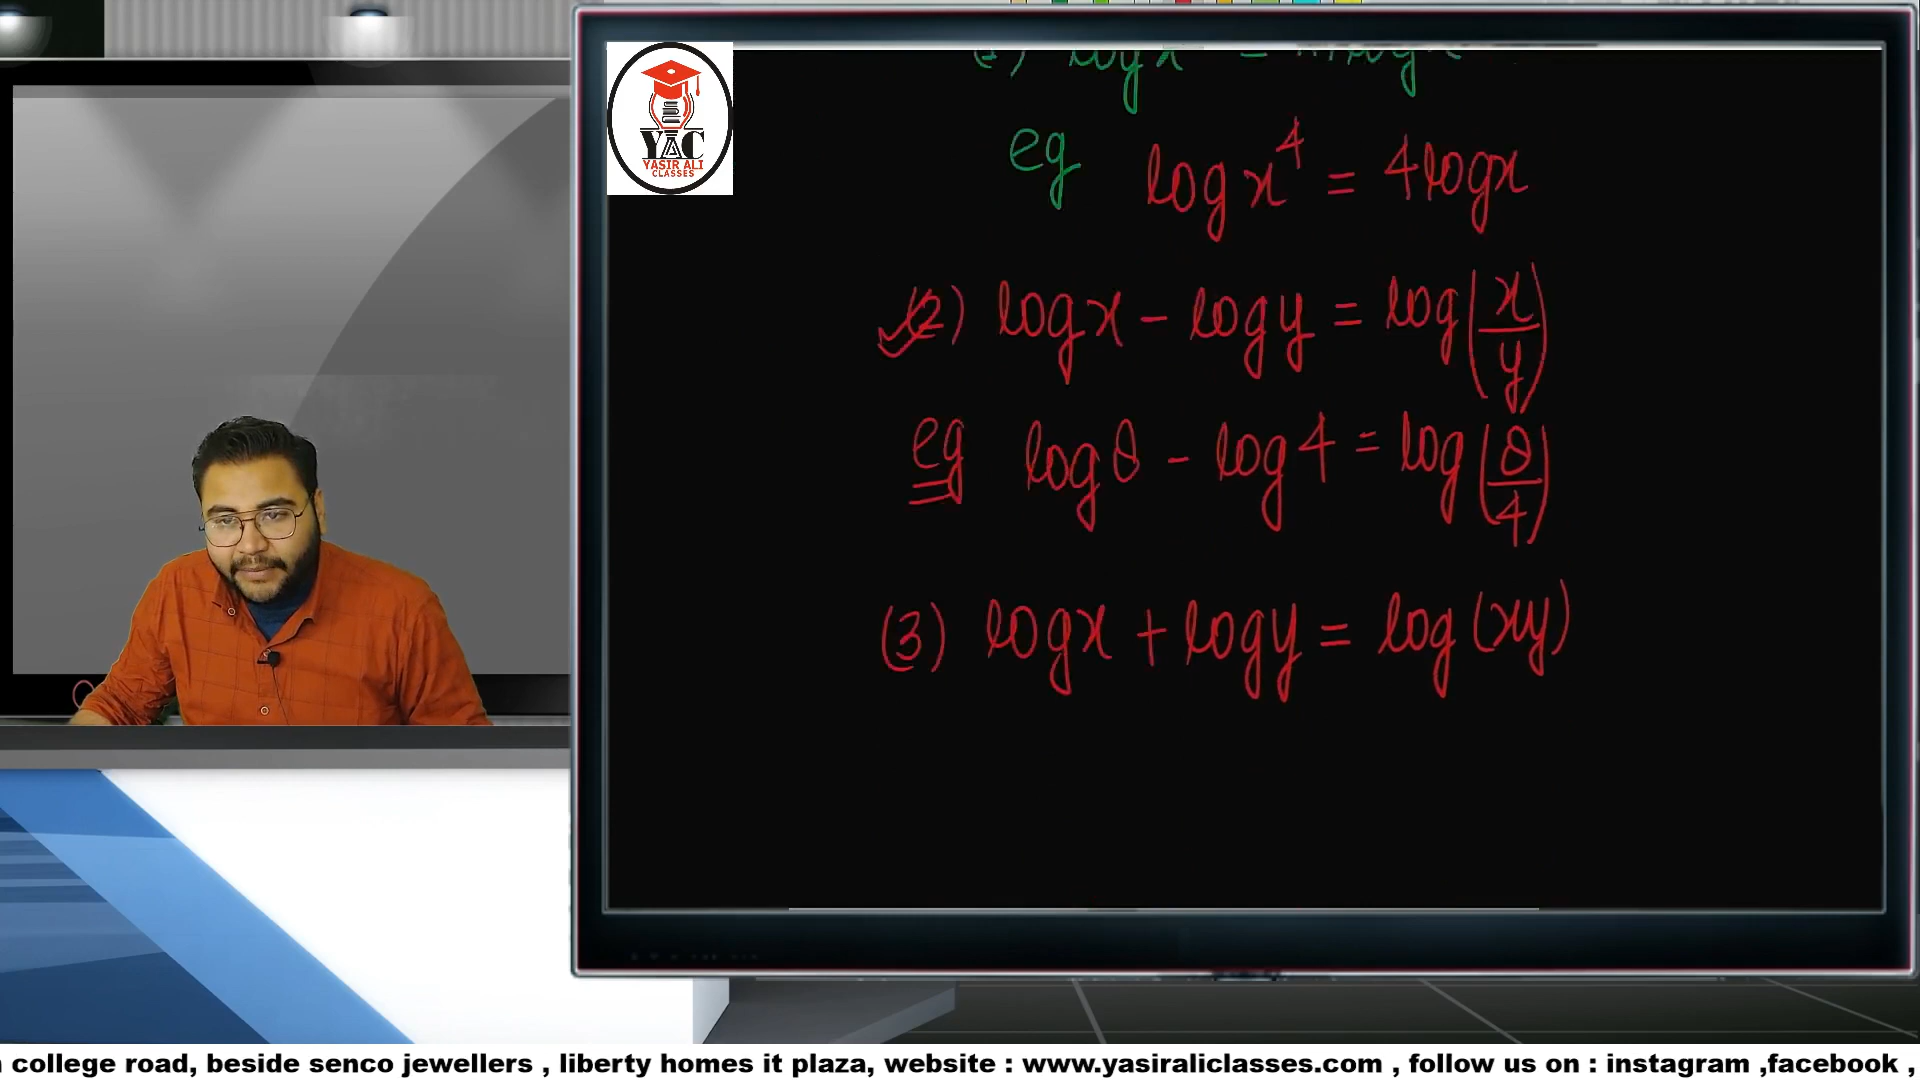 YAC
YASIR ALI
CLASSES
eg log x⁴ = 4 log x
(2) log x - log y = log (x/y)
eg log 8 - log 4 = log (8/4)
(3) log x + log y = log (xy)
college road, beside senco jewellers , liberty homes it plaza, website : www.yasiraliclasses.com , follow us on : instagram ,facebook ,